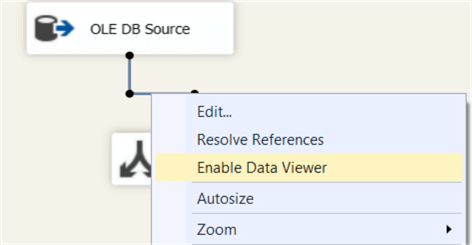 OLE DB Source
Edit...
Resolve References
Enable Data Viewer
Autosize
Zoom